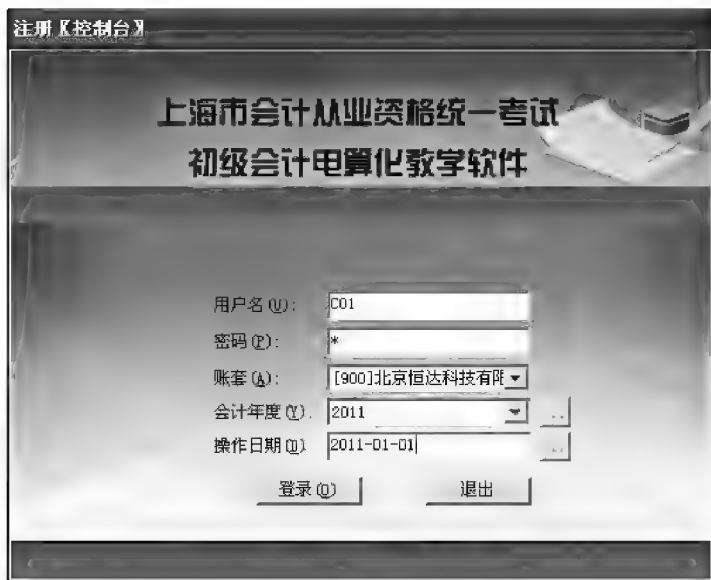 注册【控制台】
上海市会计从业资格统一考试
初级会计电算化教学软件
用户名(U): C01
密码(P): *
账套(A): [900]北京恒达科技有限
会计年度(Y). 2011 ..
操作日期(D) 2011-01-01 ..
登录(O) 退出